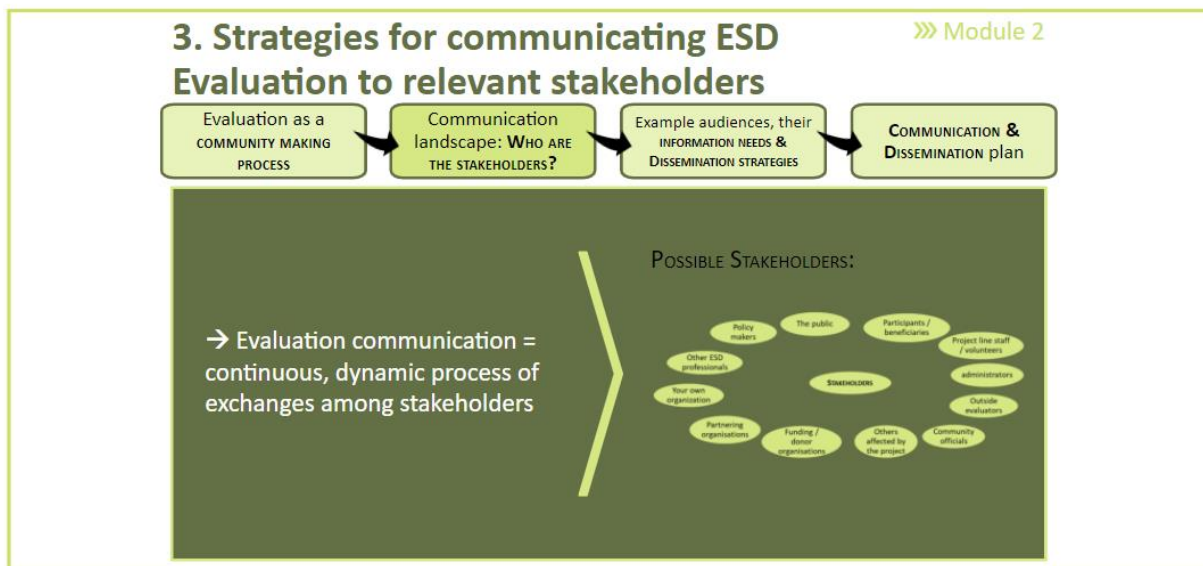 3. Strategies for communicating ESD
Evaluation to relevant stakeholders
»» Module 2
Evaluation as a
COMMUNITY MAKING
PROCESS
Communication
landscape: WHO ARE
THE STAKEHOLDERS?
Example audiences, their
INFORMATION NEEDS &
DISSEMINATION STRATEGIES
COMMUNICATION &
DISSEMINATION plan
→ Evaluation communication =
continuous, dynamic process of
exchanges among stakeholders
POSSIBLE STAKEHOLDERS:
The public
Participants /
beneficiaries
Project line staff
/ volunteers
administrators
Outside
evaluators
Community
officials
Others
affected by
the project
Funding /
donor
organisations
Partnering
organisations
Your own
organization
Other ESD
professionals
Policy
makers
STAKEHOLDERS